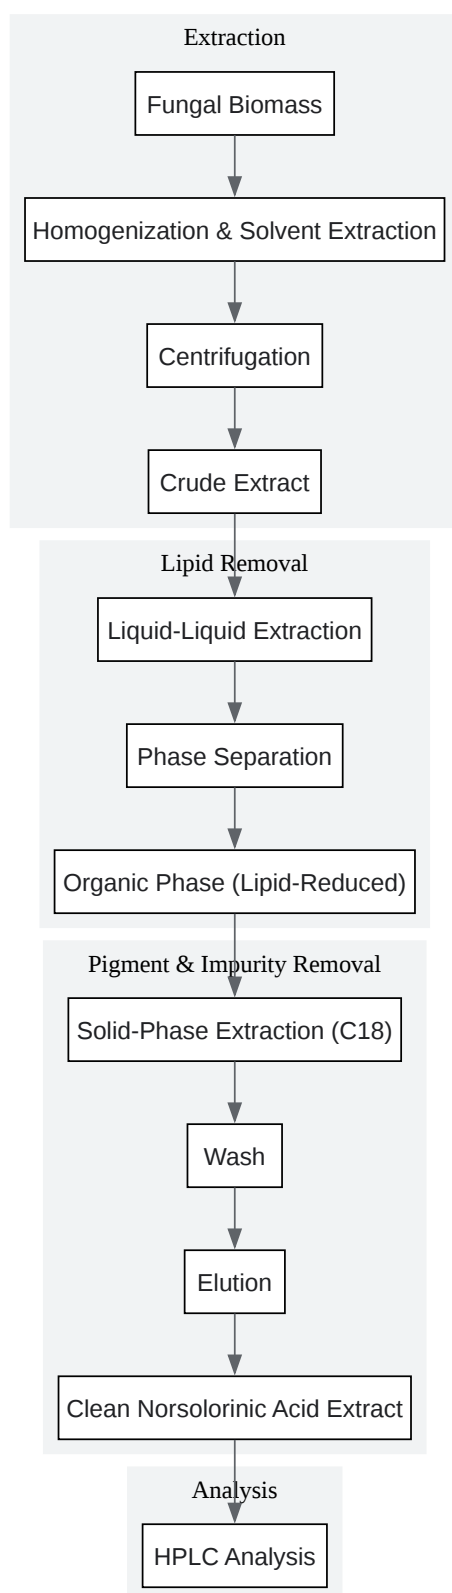 Extraction
Fungal Biomass
Homogenization & Solvent Extraction
Centrifugation
Crude Extract
Lipid Removal
Liquid-Liquid Extraction
Phase Separation
Organic Phase (Lipid-Reduced)
Pigment & Impurity Removal
Solid-Phase Extraction (C18)
Wash
Elution
Clean Norsolorinic Acid Extract
Analysis
HPLC Analysis